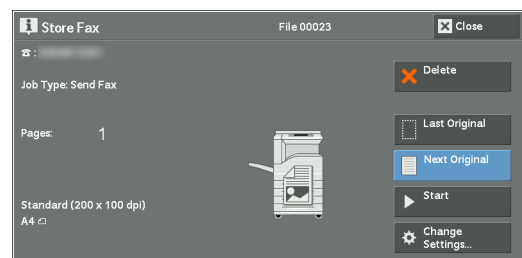 Store Fax
File 00023
Close
☎ :
Job Type: Send Fax
Delete
Pages: 1
Last Original
Next Original
Start
Standard (200 x 100 dpi)
A4
Change
Settings...